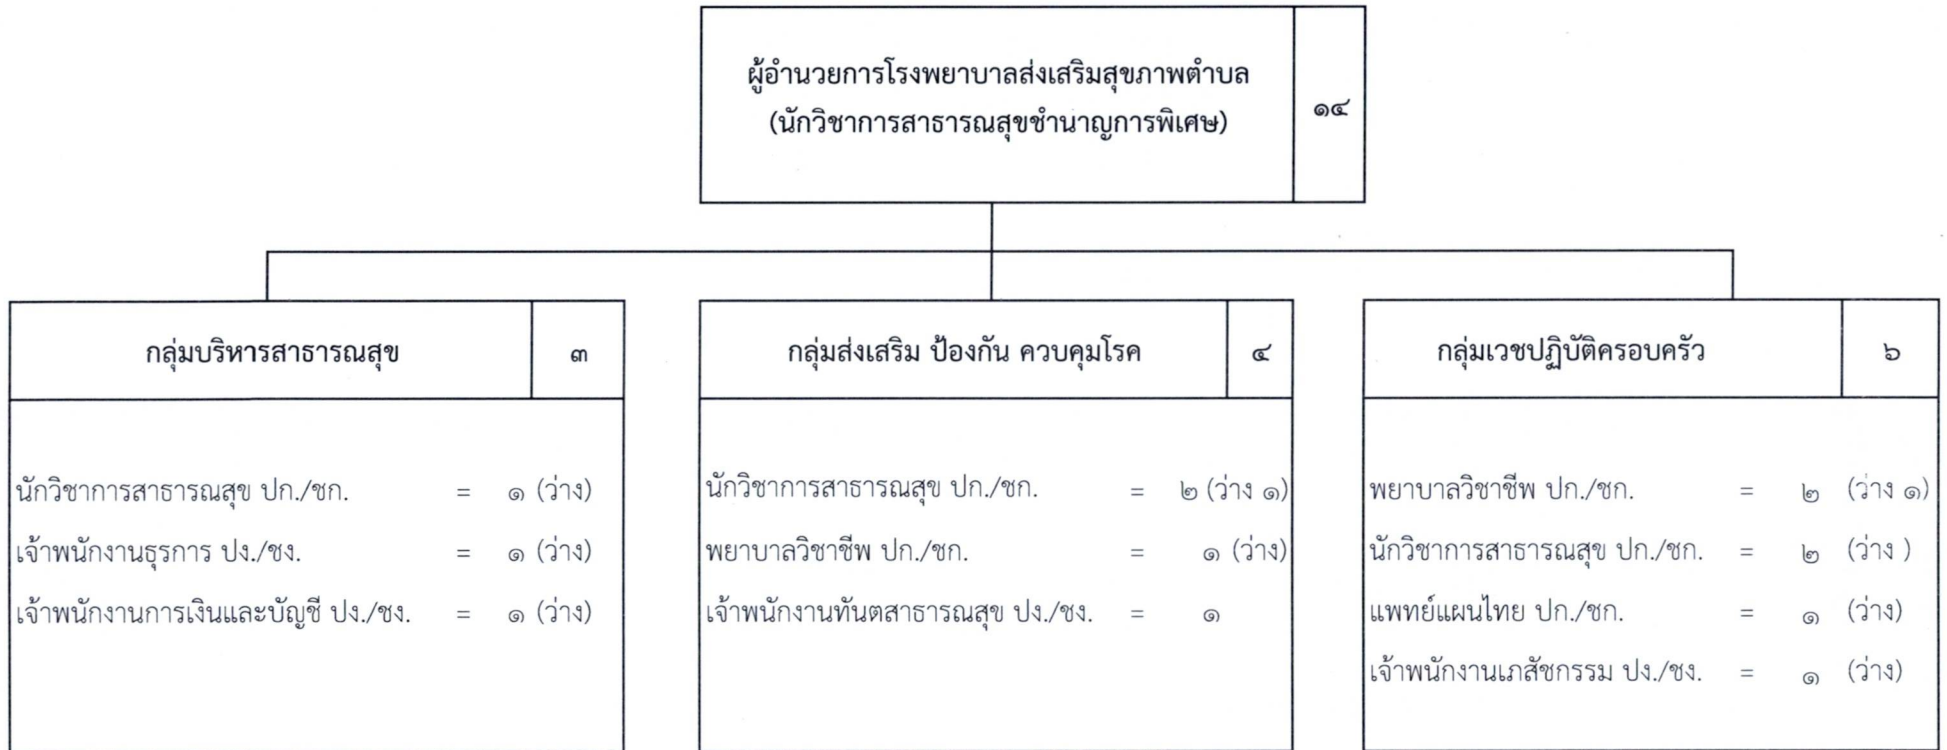 ผู้อำนวยการโรงพยาบาลส่งเสริมสุขภาพตำบล
(นักวิชาการสาธารณสุขชำนาญการพิเศษ)
๑๔
กลุ่มบริหารสาธารณสุข ๓
นักวิชาการสาธารณสุข ปก./ชก. = ๑ (ว่าง)
เจ้าพนักงานธุรการ ปง./ชง. = ๑ (ว่าง)
เจ้าพนักงานการเงินและบัญชี ปง./ชง. = ๑ (ว่าง)
กลุ่มส่งเสริม ป้องกัน ควบคุมโรค ๔
นักวิชาการสาธารณสุข ปก./ชก. = ๒ (ว่าง ๑)
พยาบาลวิชาชีพ ปก./ชก. = ๑ (ว่าง)
เจ้าพนักงานทันตสาธารณสุข ปง./ชง. = ๑
กลุ่มเวชปฏิบัติครอบครัว ๖
พยาบาลวิชาชีพ ปก./ชก. = ๒ (ว่าง ๑)
นักวิชาการสาธารณสุข ปก./ชก. = ๒ (ว่าง )
แพทย์แผนไทย ปก./ชก. = ๑ (ว่าง)
เจ้าพนักงานเภสัชกรรม ปง./ชง. = ๑ (ว่าง)